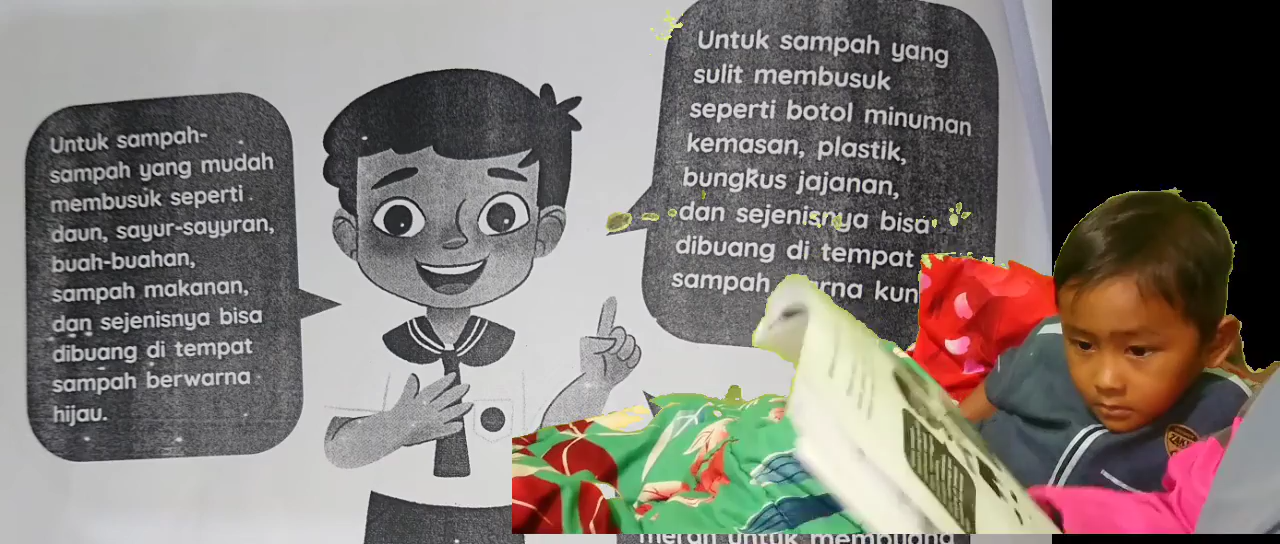 Untuk sampah-
sampah yang mudah
membusuk seperti
daun, sayur-sayuran,
buah-buahan,
sampah makanan,
dan sejenisnya bisa
dibuang di tempat
sampah berwarna
hijau.
Untuk sampah yang
sulit membusuk
seperti botol minuman
kemasan, plastik,
bungkus jajanan,
dan sejenisnya bisa
dibuang di tempat
sampah
merah untuk membuang